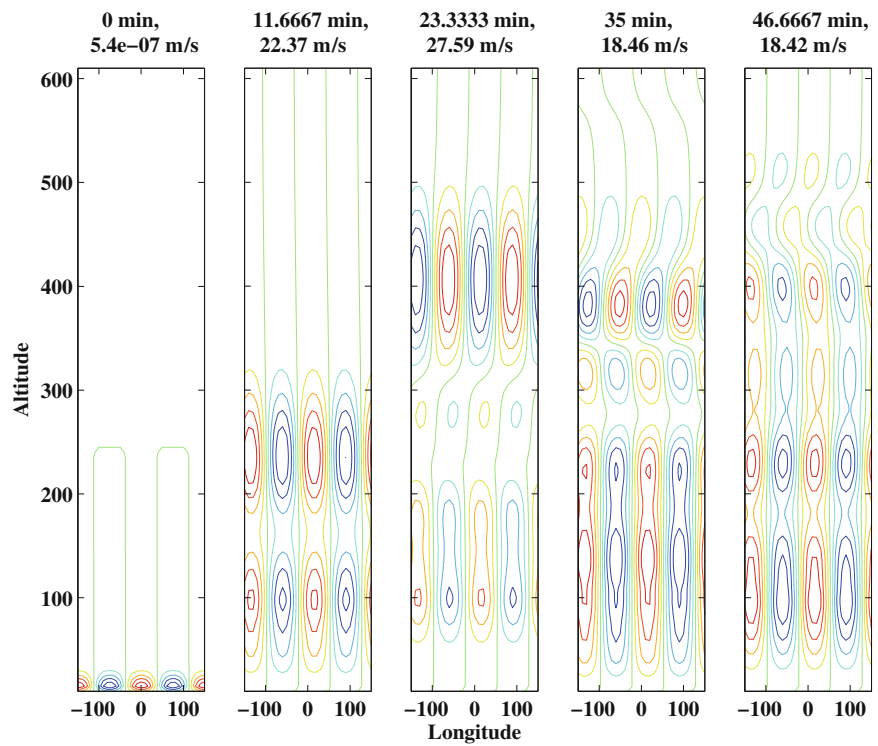 0 min,
5.4e−07 m/s
11.6667 min,
22.37 m/s
23.3333 min,
27.59 m/s
35 min,
18.46 m/s
46.6667 min,
18.42 m/s
600
500
400
300
200
100
Altitude
−100 0 100
−100 0 100
−100 0 100
−100 0 100
−100 0 100
Longitude